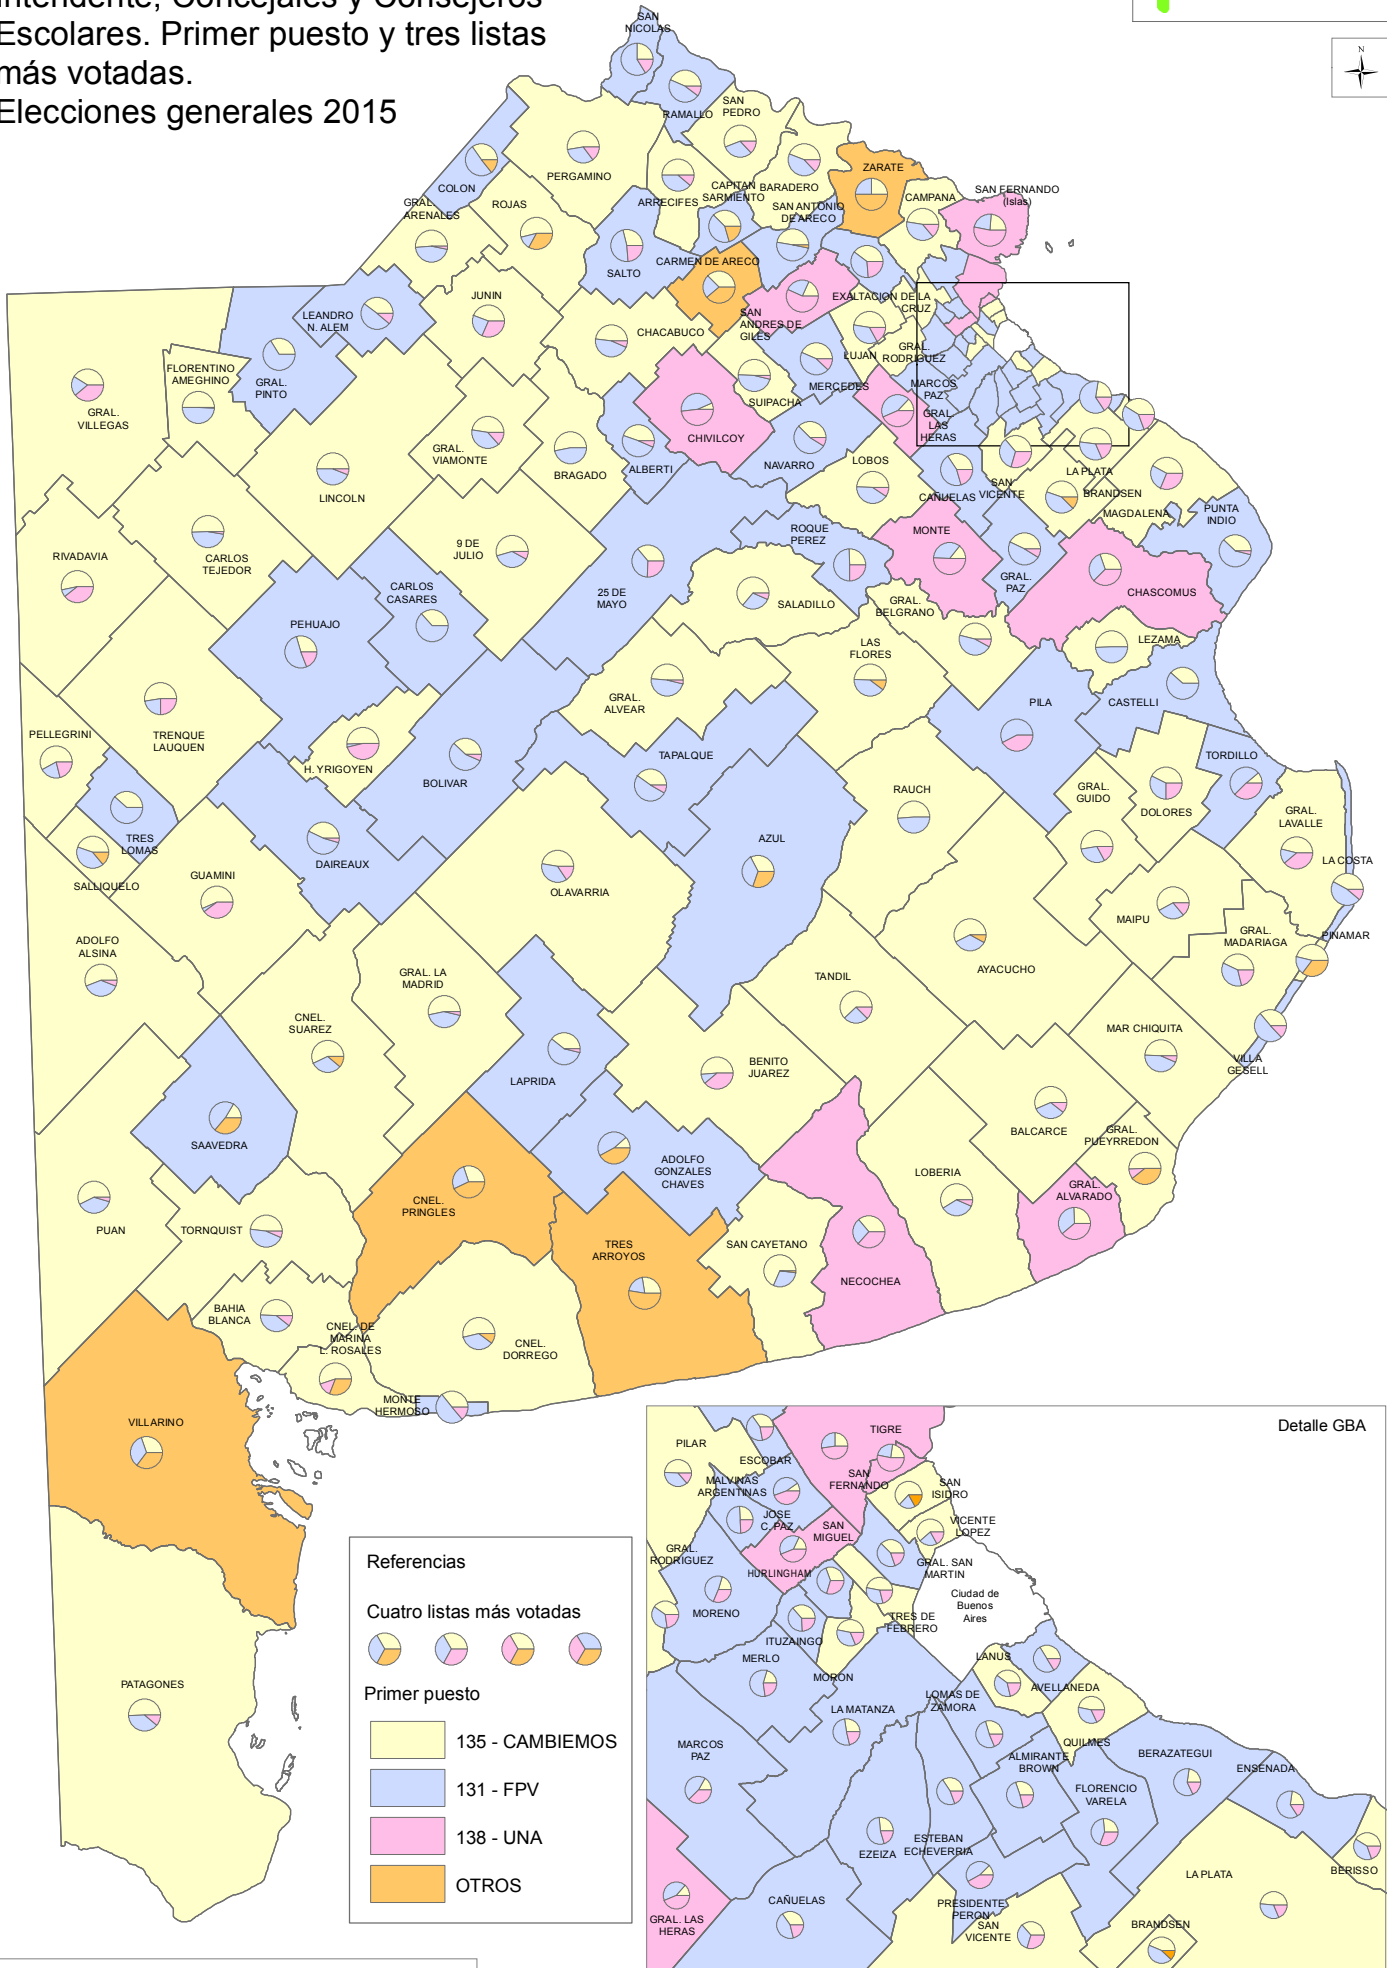 Intendente, Concejales y Consejeros
Escolares. Primer puesto y tres listas
más votadas.
Elecciones generales 2015
N
SAN
NICOLAS
RAMALLO
SAN
PEDRO
COLON
PERGAMINO
ARRECIFES
CAPITAN
SARMIENTO
BARADERO
ZARATE
SAN ANTONIO
DE ARECO
CAMPANA
SAN FERNANDO
(Islas)
GRAL.
ARENALES
ROJAS
SALTO
CARMEN DE ARECO
EXALTACION DE LA
CRUZ
LEANDRO
N. ALEM
JUNIN
CHACABUCO
SAN
ANDRES DE
GILES
LUJAN
GRAL.
RODRIGUEZ
FLORENTINO
AMEGHINO
GRAL.
PINTO
GRAL.
VILLEGAS
SUIPACHA
MERCEDES
MARCOS
PAZ
GRAL.
LAS
HERAS
CHIVILCOY
GRAL.
VIAMONTE
BRAGADO
ALBERTI
NAVARRO
LOBOS
LINCOLN
CAÑUELAS
SAN
VICENTE
LA PLATA
BRANDSEN
MAGDALENA
PUNTA
INDIO
RIVADAVIA
CARLOS
TEJEDOR
9 DE
JULIO
ROQUE
PEREZ
MONTE
GRAL.
PAZ
CHASCOMUS
CARLOS
CASARES
25 DE
MAYO
SALADILLO
GRAL.
BELGRANO
PEHUAJO
LAS
FLORES
LEZAMA
GRAL.
ALVEAR
PILA
CASTELLI
PELLEGRINI
TRENQUE
LAUQUEN
H. YRIGOYEN
BOLIVAR
TAPALQUE
TORDILLO
RAUCH
GRAL.
GUIDO
DOLORES
GRAL.
LAVALLE
TRES
LOMAS
DAIREAUX
AZUL
LA COSTA
SALLIQUELO
GUAMINI
OLAVARRIA
MAIPU
GRAL.
MADARIAGA
PINAMAR
ADOLFO
ALSINA
GRAL. LA
MADRID
TANDIL
AYACUCHO
CNEL.
SUAREZ
MAR CHIQUITA
VILLA
GESELL
LAPRIDA
BENITO
JUAREZ
SAAVEDRA
BALCARCE
GRAL.
PUEYRREDON
ADOLFO
GONZALES
CHAVES
LOBERIA
GRAL.
ALVARADO
CNEL.
PRINGLES
PUAN
TORNQUIST
TRES
ARROYOS
SAN CAYETANO
NECOCHEA
BAHIA
BLANCA
CNEL. DE
MARINA
L. ROSALES
CNEL.
DORREGO
MONTE
HERMOSO
VILLARINO
PATAGONES
Referencias
Cuatro listas más votadas
Primer puesto
135 - CAMBIEMOS
131 - FPV
138 - UNA
OTROS
Detalle GBA
PILAR
ESCOBAR
TIGRE
MALVINAS
ARGENTINAS
SAN
FERNANDO
SAN
ISIDRO
JOSE
C. PAZ
SAN
MIGUEL
VICENTE
LOPEZ
GRAL.
RODRIGUEZ
HURLINGHAM
GRAL. SAN
MARTIN
Ciudad de
Buenos
Aires
MORENO
TRES DE
FEBRERO
ITUZAINGO
MERLO
MORON
LANUS
AVELLANEDA
LOMAS DE
ZAMORA
LA MATANZA
QUILMES
MARCOS
PAZ
ALMIRANTE
BROWN
BERAZATEGUI
ENSENADA
FLORENCIO
VARELA
ESTEBAN
ECHEVERRIA
EZEIZA
BERISSO
LA PLATA
GRAL. LAS
HERAS
CAÑUELAS
PRESIDENTE
PERON
SAN
VICENTE
BRANDSEN